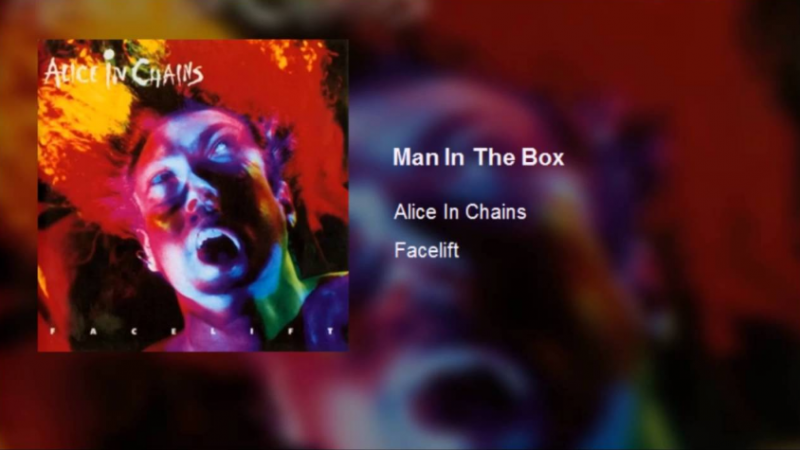 ALICE IN CHAINS
FACELIFT
Man In The Box
Alice In Chains
Facelift